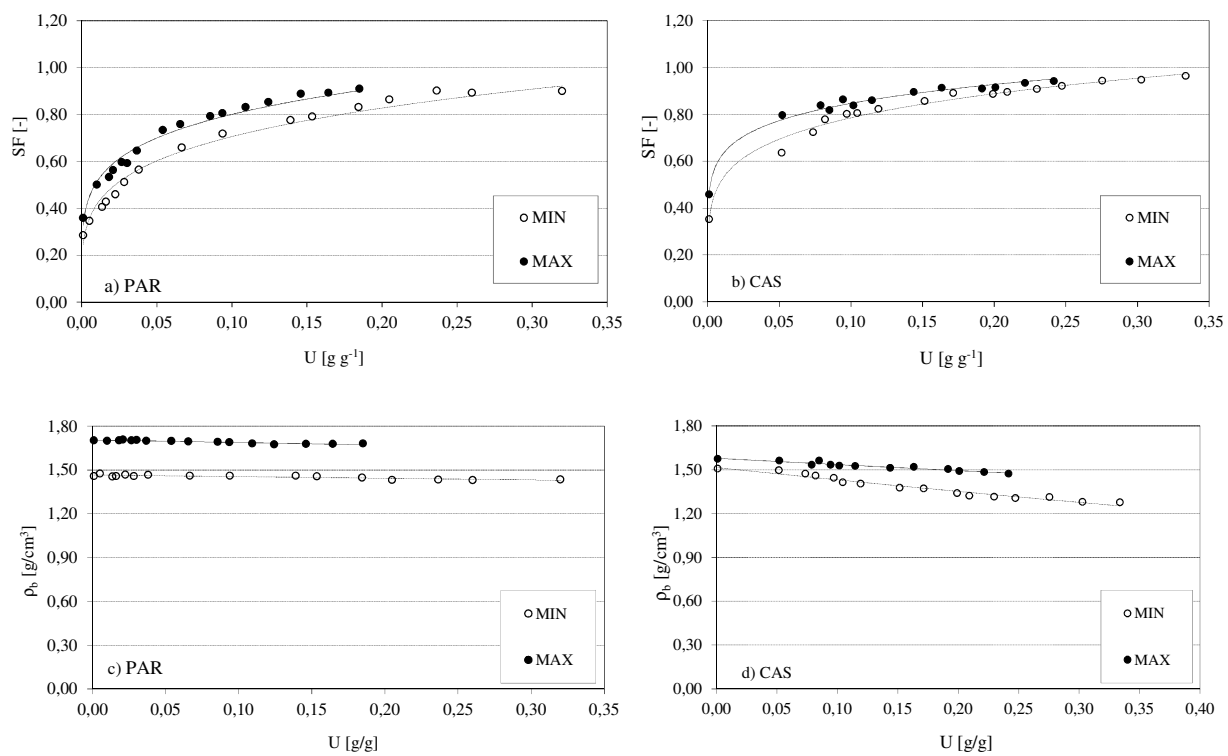 1,20
1,00
0,80
0,60
0,40
0,20
0,00
SF [-]
0,00 0,05 0,10 0,15 0,20 0,25 0,30 0,35
U [g g-1]
MIN
MAX
a) PAR
1,20
1,00
0,80
0,60
0,40
0,20
0,00
SF [-]
0,00 0,05 0,10 0,15 0,20 0,25 0,30 0,35
U [g g-1]
MIN
MAX
b) CAS
1,80
1,50
1,20
0,90
0,60
0,30
0,00
ρb [g/cm³]
0,00 0,05 0,10 0,15 0,20 0,25 0,30 0,35
U [g/g]
MIN
MAX
c) PAR
1,80
1,50
1,20
0,90
0,60
0,30
0,00
ρb [g/cm³]
0,00 0,05 0,10 0,15 0,20 0,25 0,30 0,35 0,40
U [g/g]
MIN
MAX
d) CAS